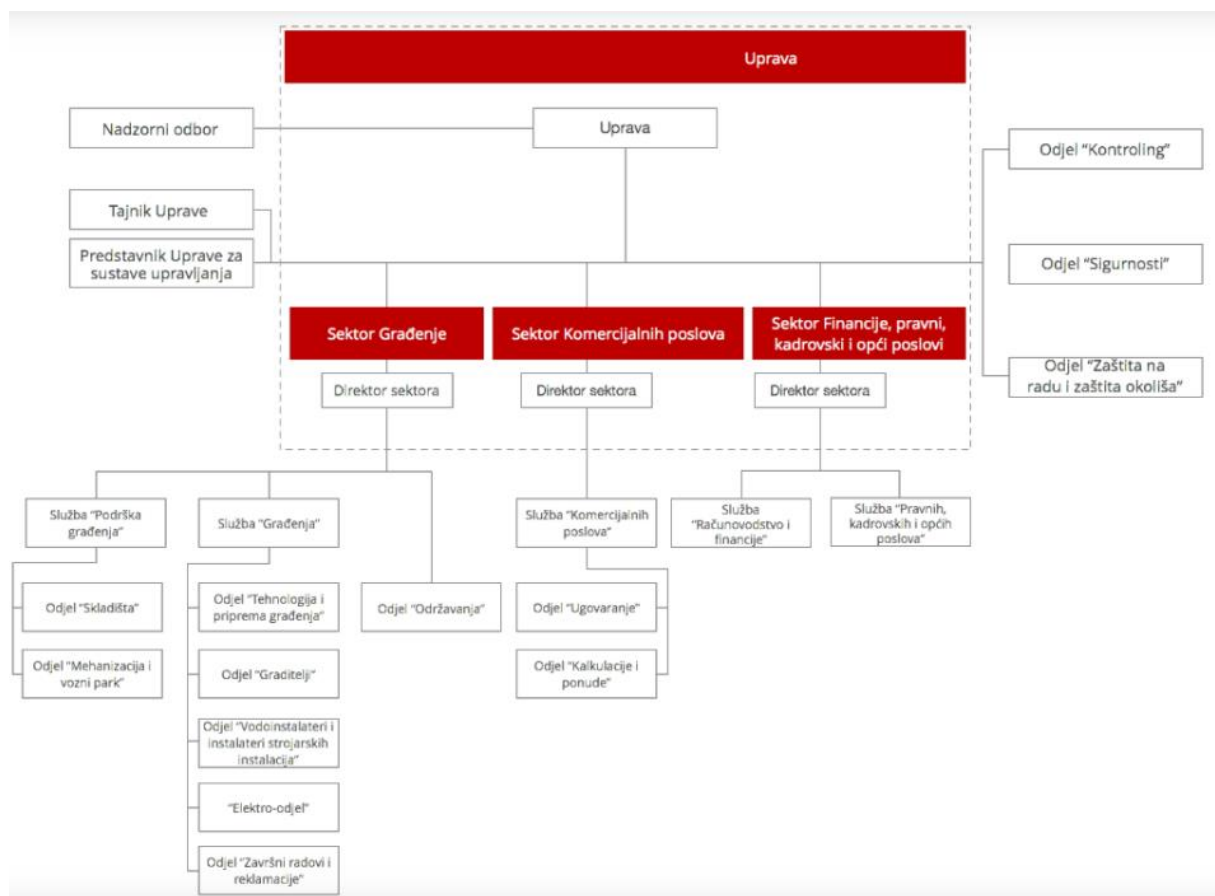 Uprava
Nadzorni odbor
Uprava
Odjel “Kontroling”
Tajnik Uprave
Predstavnik Uprave za
sustave upravljanja
Odjel “Sigurnosti”
Sektor Građenje
Sektor Komercijalnih poslova
Sektor Financije, pravni,
kadrovski i opći poslovi
Odjel “Zaštita na
radu i zaštita okoliša”
Direktor sektora
Direktor sektora
Direktor sektora
Služba “Podrška
građenja”
Služba “Građenja”
Služba “Komercijalnih
poslova”
Služba
“Računovodstvo i
financije”
Služba “Pravnih,
kadrovskih i općih
poslova”
Odjel “Skladišta”
Odjel “Tehnologija i
priprema građenja”
Odjel “Održavanja”
Odjel “Ugovaranje”
Odjel “Mehanizacija i
vozni park”
Odjel “Graditelji”
Odjel “Kalkulacije i
ponude”
Odjel “Vodoinstalateri i
instalateri strojarskih
instalacija”
“Elektro-odjel”
Odjel “Završni radovi i
reklamacije”